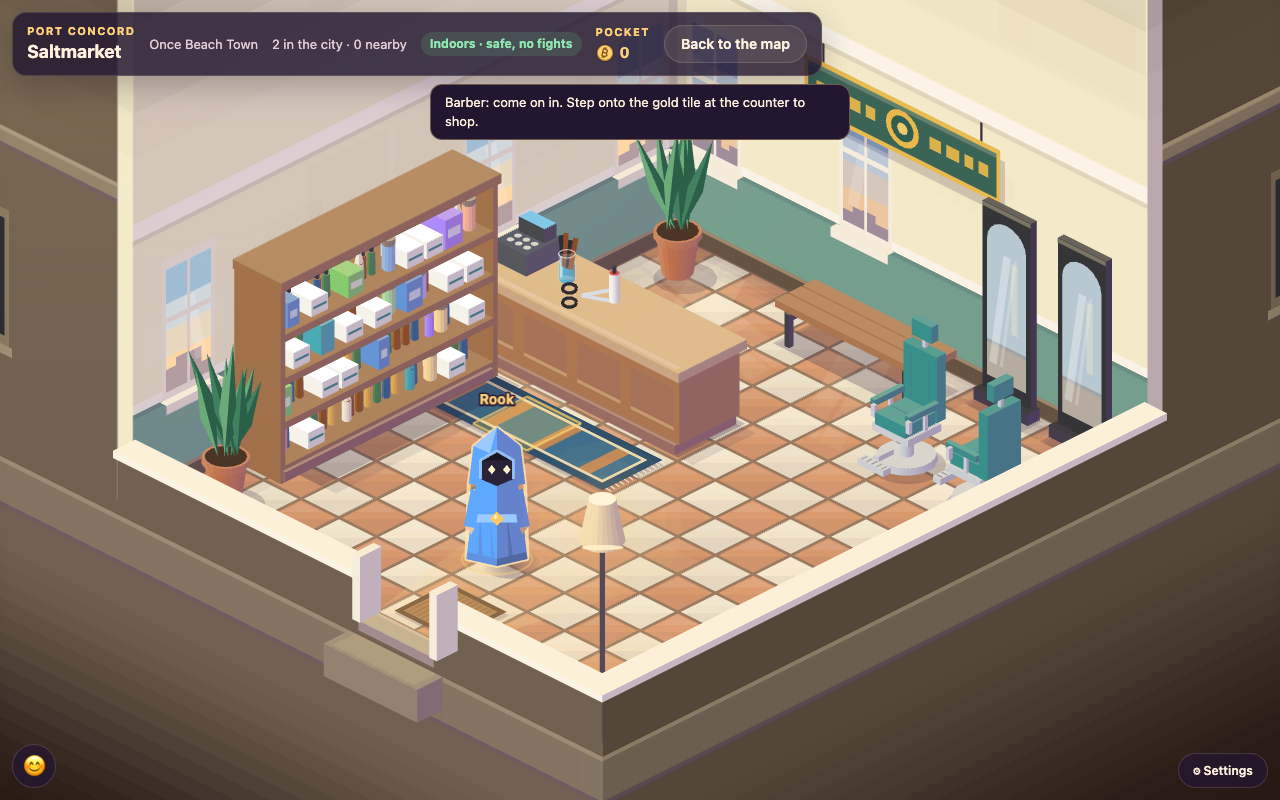 PORT CONCORD
Saltmarket
Once Beach Town
2 in the city · 0 nearby
Indoors · safe, no fights
POCKET
0
Back to the map
Barber: come on in. Step onto the gold tile at the counter to
shop.
Rook
Settings